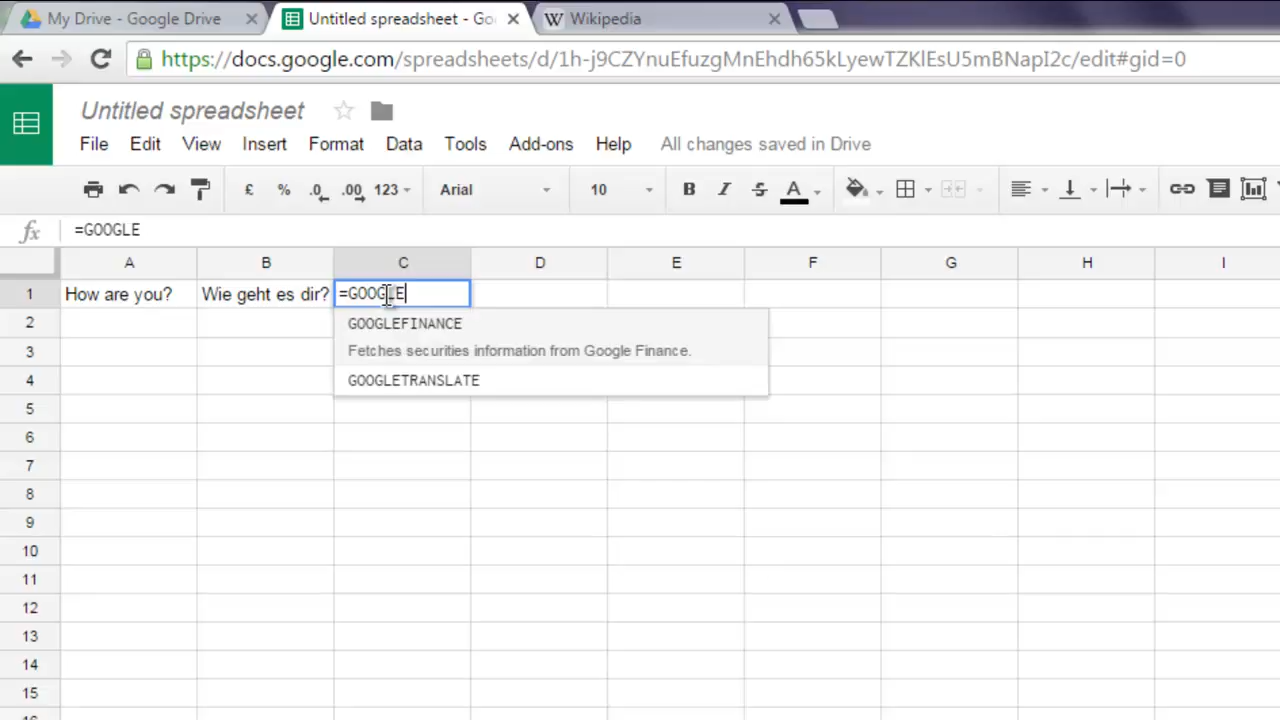 My Drive - Google Drive
Untitled spreadsheet - Go
Wikipedia
https://docs.google.com/spreadsheets/d/1h-j9CZYnuEfuzgMnEhdh65kLyewTZKlEsU5mBNapI2c/edit#gid=0
Untitled spreadsheet
File Edit View Insert Format Data Tools Add-ons Help All changes saved in Drive
£ % .0 .00 123 Arial 10 B I S A
fx =GOOGLE
A B C D E F G H I
1 How are you? Wie geht es dir? =GOOGLE
2 GOOGLEFINANCE
3 Fetches securities information from Google Finance.
4 GOOGLETRANSLATE
5
6
7
8
9
10
11
12
13
14
15